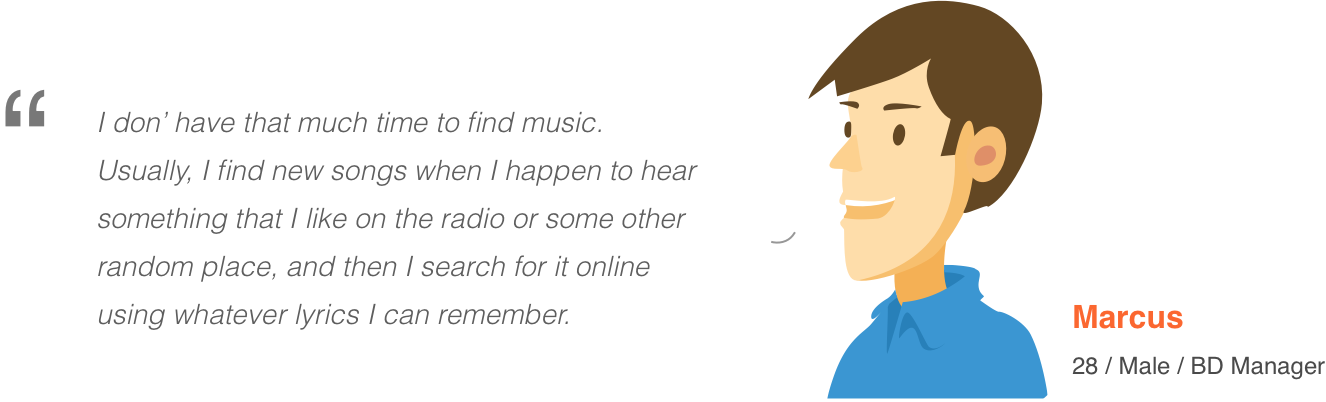 “
I don’ have that much time to find music.
Usually, I find new songs when I happen to hear
something that I like on the radio or some other
random place, and then I search for it online
using whatever lyrics I can remember.
Marcus
28 / Male / BD Manager